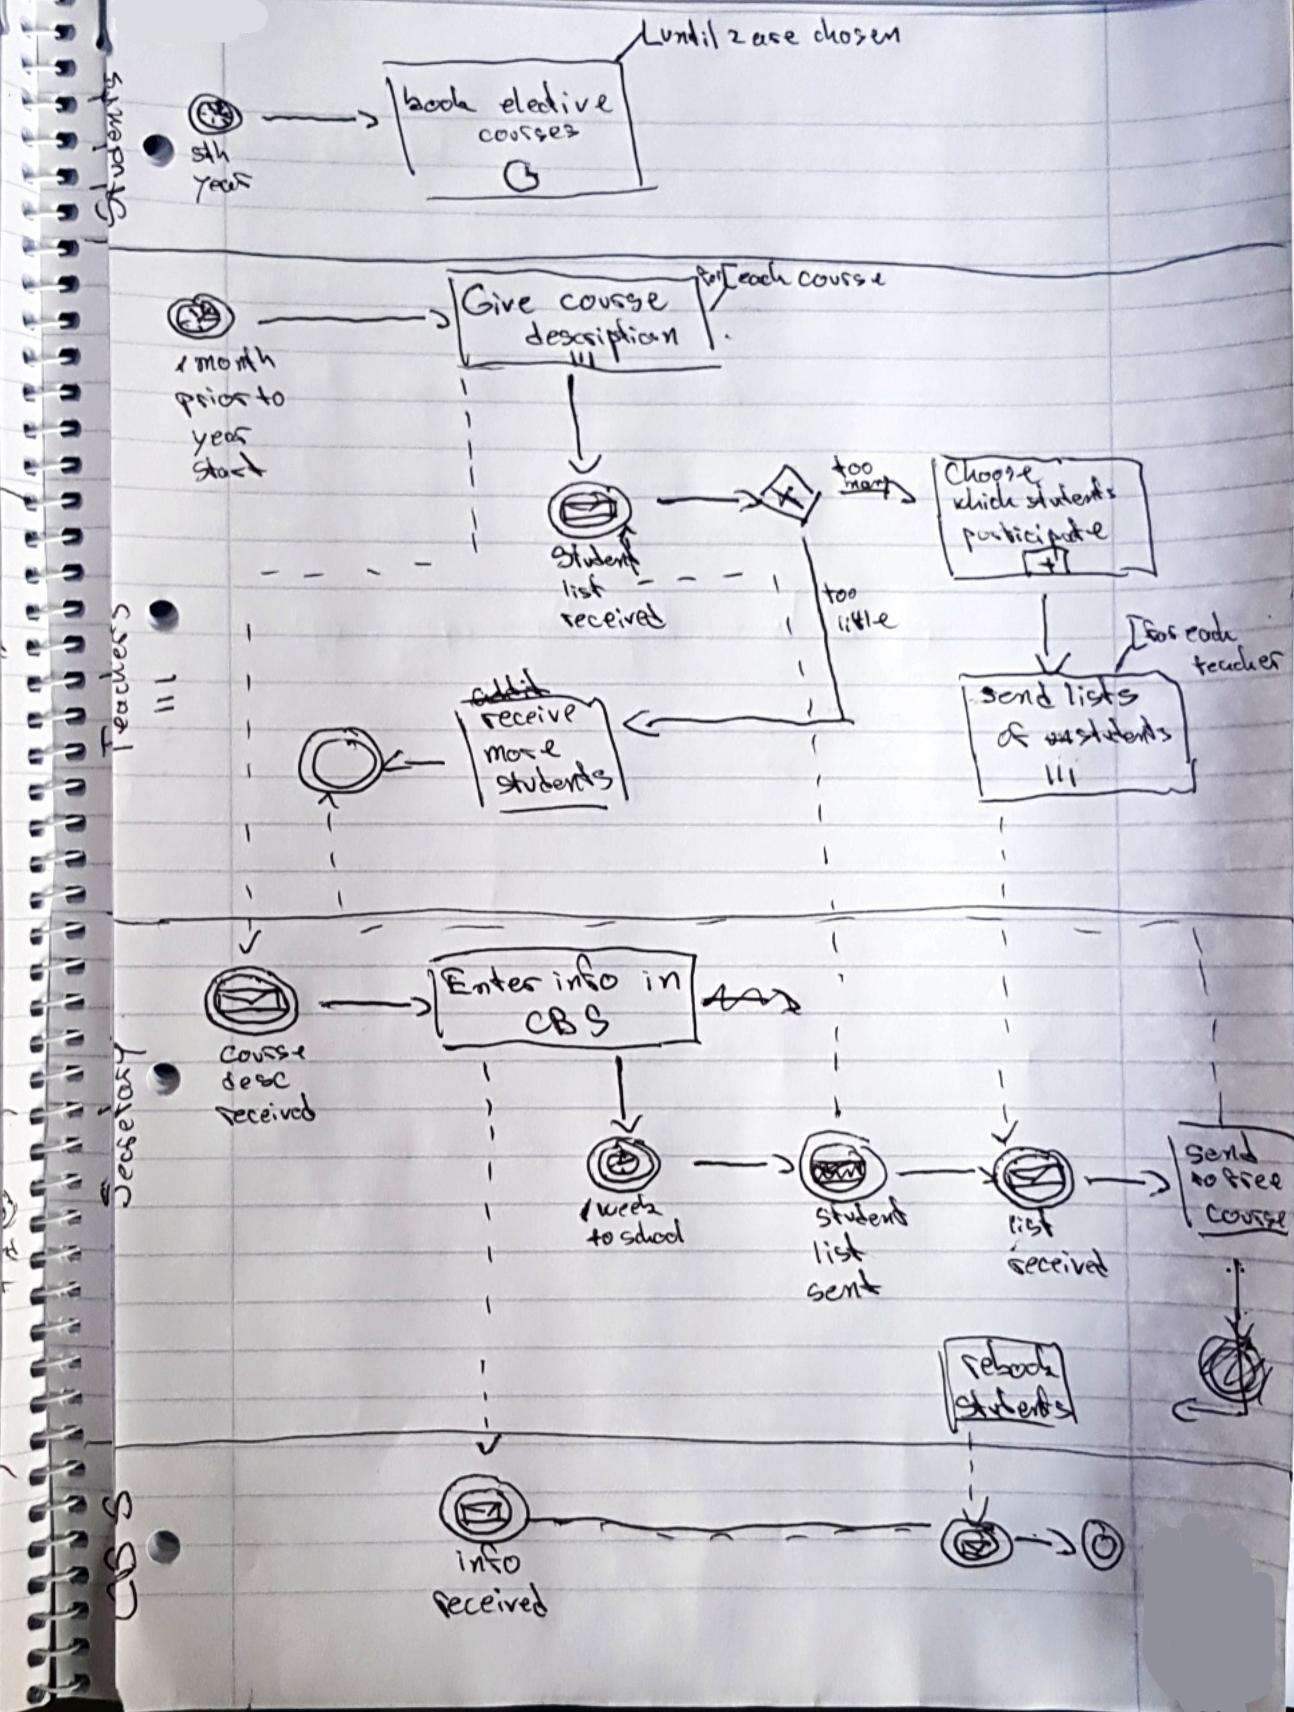 Students
until 2 are chosen
book elective
courses
5th
year
Teachers
Give course
description
for each course
1 month
prior to
year
start
Student
list
received
too
many
too
little
Choose
which students
participate
for each
teacher
send lists
of students
receive
more
students
Secretary
Enter info in
CBS
course
desc
received
1 week
to school
student
list
sent
list
received
send
to free
course
rebook
students
CBS
info
received